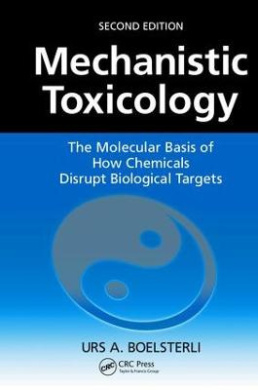 SECOND EDITION
Mechanistic
Toxicology
The Molecular Basis of
How Chemicals
Disrupt Biological Targets
URS A. BOELSTERLI
CRC Press
Taylor & Francis Group